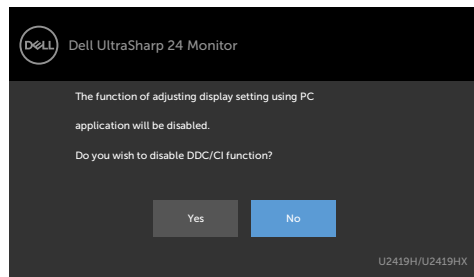 DELL
Dell UltraSharp 24 Monitor
The function of adjusting display setting using PC
application will be disabled.
Do you wish to disable DDC/CI function?
Yes
No
U2419H/U2419HX